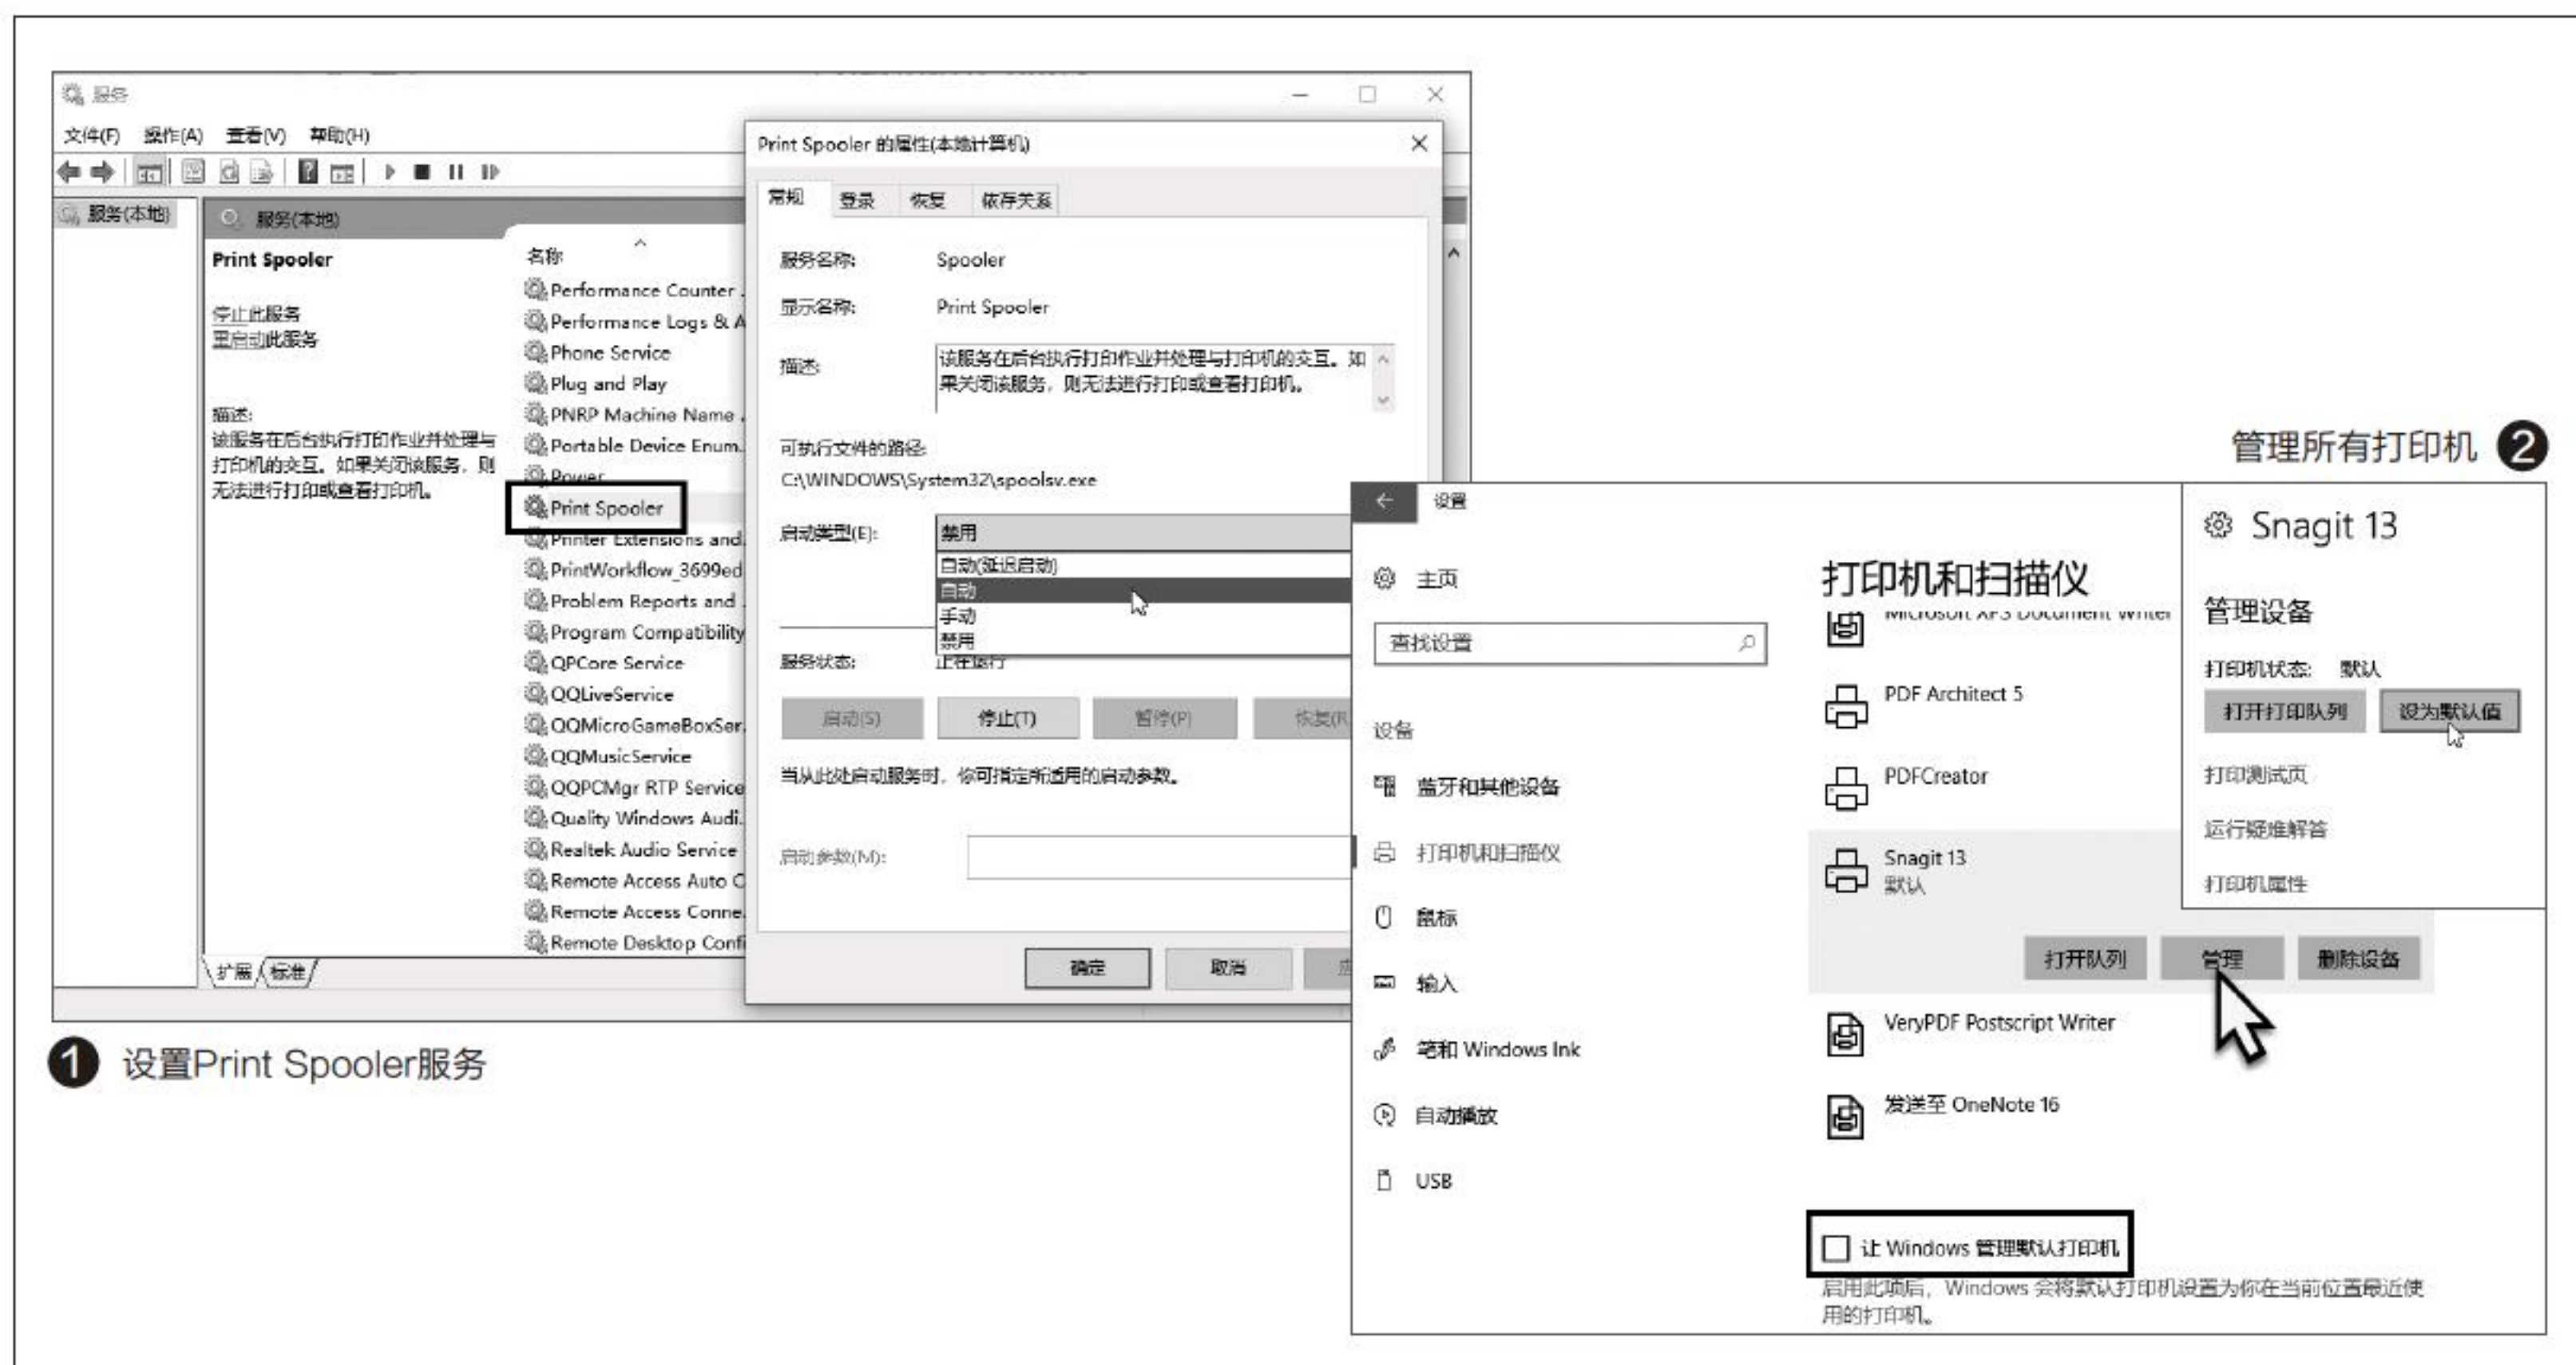 服务
文件(F) 操作(A) 查看(V) 帮助(H)
服务(本地)
服务(本地)
Print Spooler
停止此服务
重启动此服务
描述:
该服务在后台执行打印作业并处理与
打印机的交互。如果关闭该服务，则
无法进行打印或查看打印机。
名称
Performance Counter
Performance Logs & A
Phone Service
Plug and Play
PNRP Machine Name
Portable Device Enum..
Power
Print Spooler
Printer Extensions and
PrintWorkflow_3699ed
Problem Reports and
Program Compatibility
QPCore Service
QQLiveService
QQMicroGameBoxSer.
QQMusicService
QQPCMgr RTP Service
Quality Windows Audi.
Realtek Audio Service
Remote Access Auto C
Remote Access Conne.
Remote Desktop Confi
扩展 标准
Print Spooler 的属性(本地计算机)
常规 登录 恢复 依存关系
服务名称: Spooler
显示名称: Print Spooler
描述: 该服务在后台执行打印作业并处理与打印机的交互。如
果关闭该服务，则无法进行打印或查看打印机。
可执行文件的路径:
C:\WINDOWS\System32\spoolsv.exe
启动类型(E): 禁用
自动(延迟启动)
自动
手动
禁用
服务状态: 正在运行
启动(S) 停止(T) 暂停(P) 恢复(R
当从此处启动服务时，你可指定所适用的启动参数。
启动参数(M):
确定 取消
1 设置Print Spooler服务
管理所有打印机 2
设置
主页
查找设置
设备
蓝牙和其他设备
打印机和扫描仪
鼠标
输入
笔和 Windows Ink
自动播放
USB
打印机和扫描仪
Microsoft XPS Document Writer
PDF Architect 5
PDFCreator
Snagit 13
默认
打开队列 管理 删除设备
VeryPDF Postscript Writer
发送至 OneNote 16
让 Windows 管理默认打印机
启用此项后，Windows 会将默认打印机设置为你在当前位置最近使
用的打印机。
Snagit 13
管理设备
打印机状态: 默认
打开打印队列 设为默认值
打印测试页
运行疑难解答
打印机属性